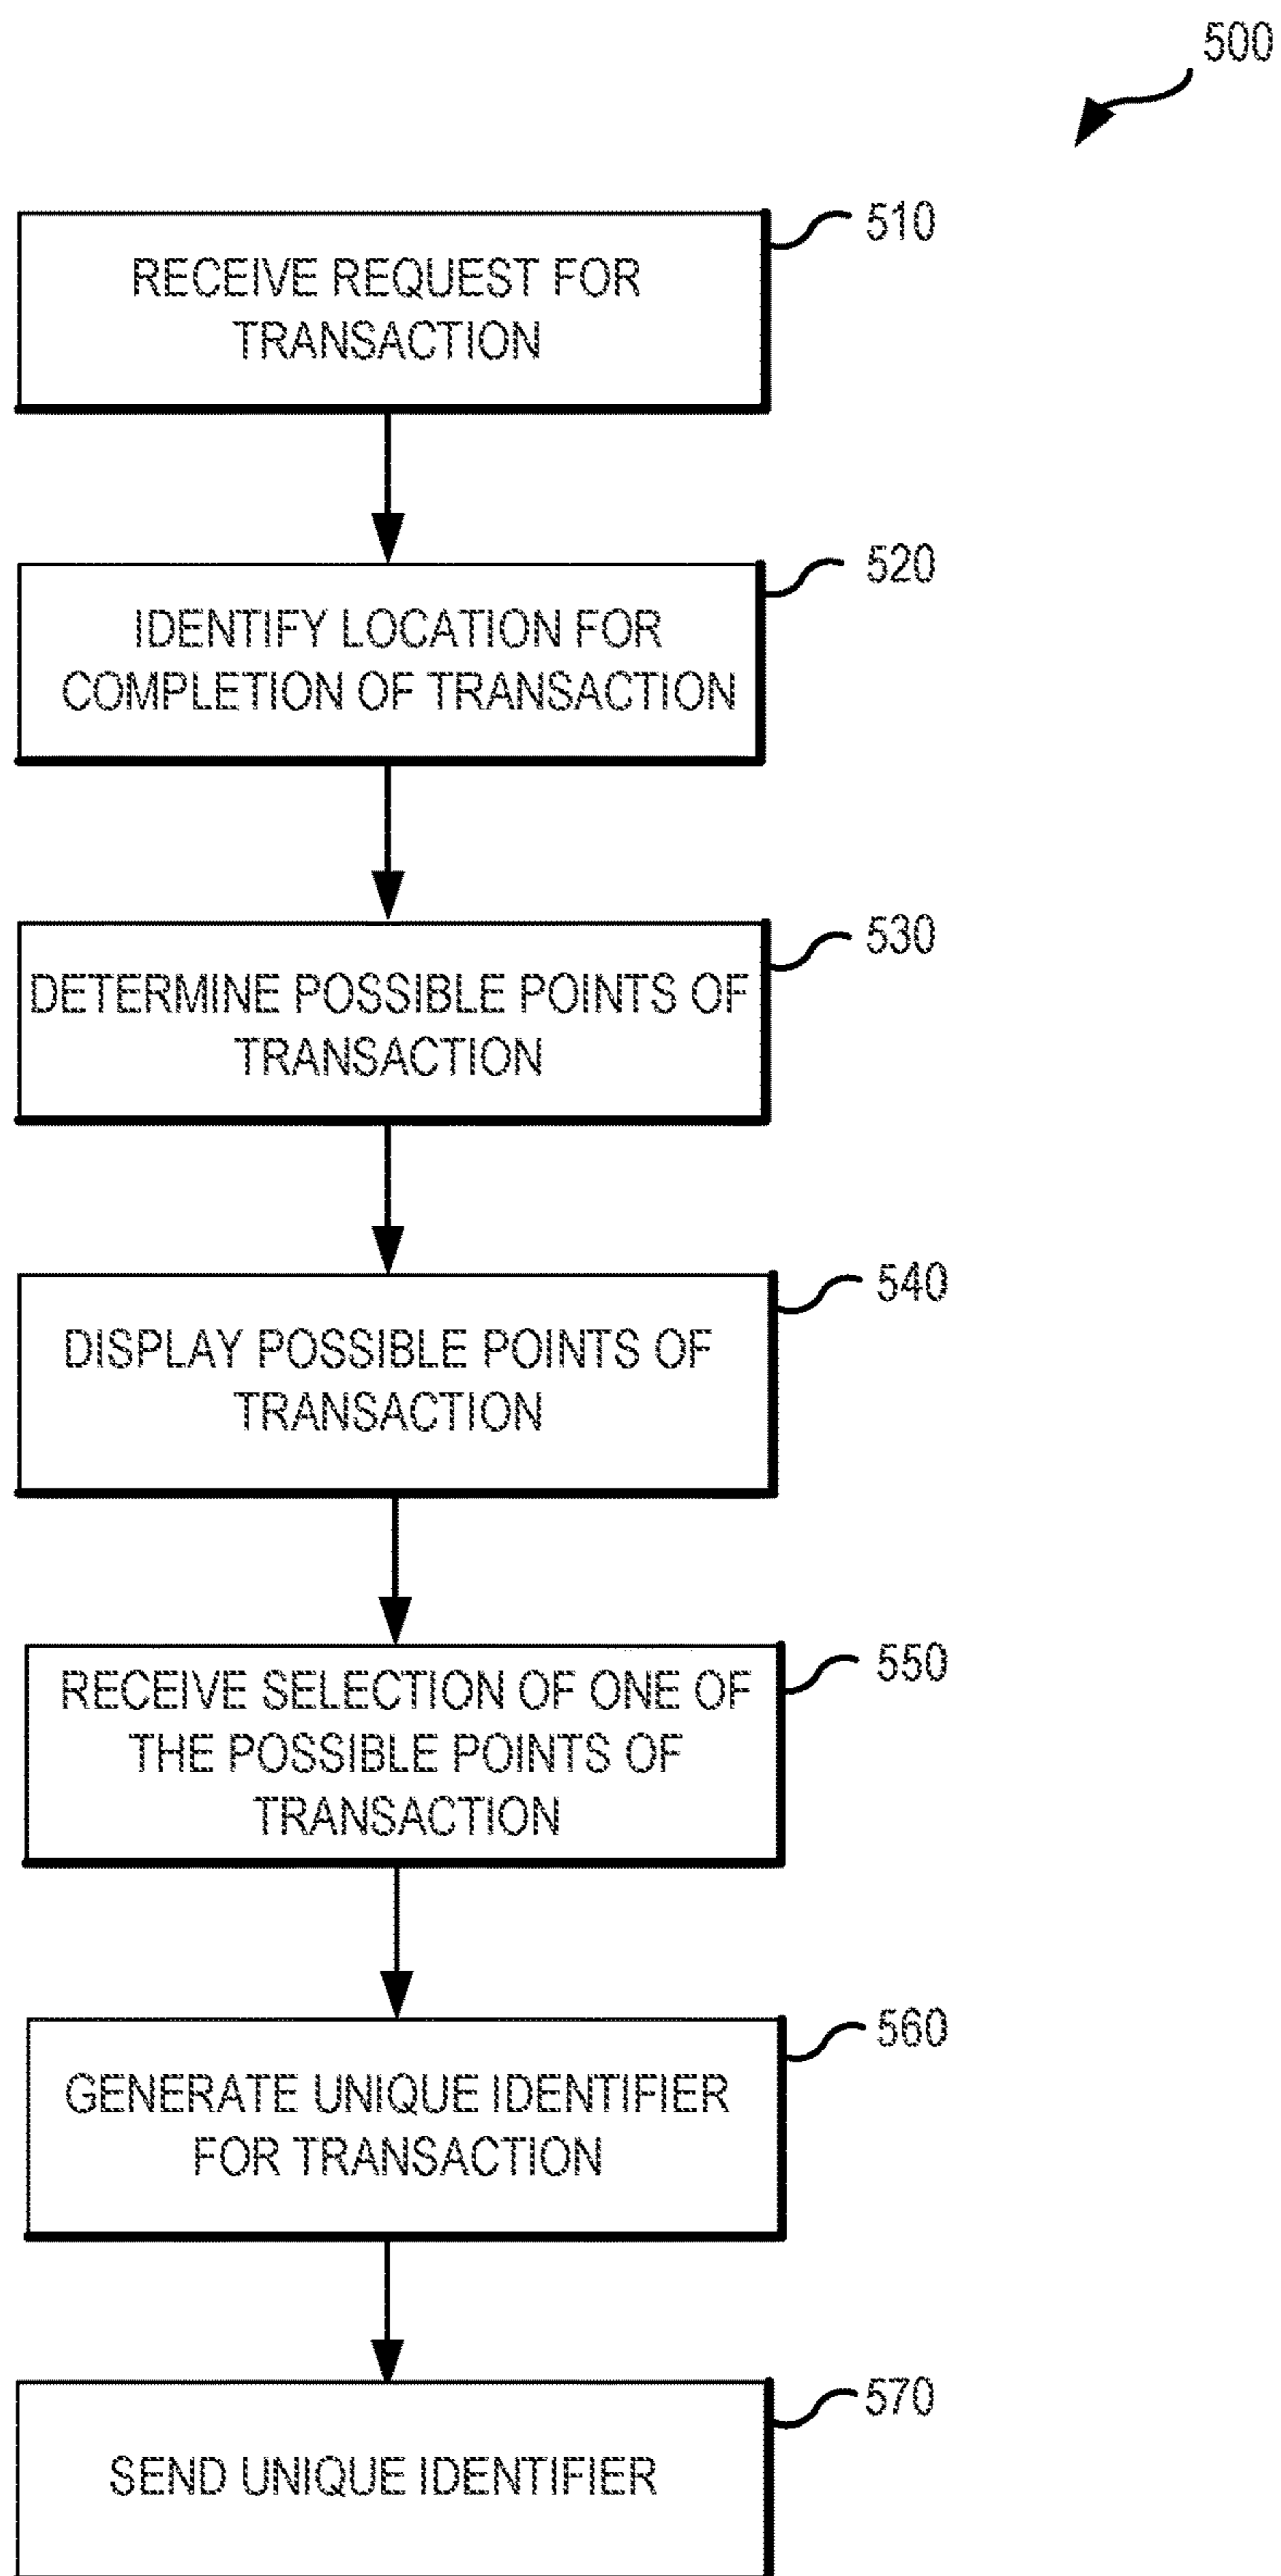 500
510
RECEIVE REQUEST FOR
TRANSACTION
520
IDENTIFY LOCATION FOR
COMPLETION OF TRANSACTION
530
DETERMINE POSSIBLE POINTS OF
TRANSACTION
540
DISPLAY POSSIBLE POINTS OF
TRANSACTION
550
RECEIVE SELECTION OF ONE OF
THE POSSIBLE POINTS OF
TRANSACTION
560
GENERATE UNIQUE IDENTIFIER
FOR TRANSACTION
570
SEND UNIQUE IDENTIFIER